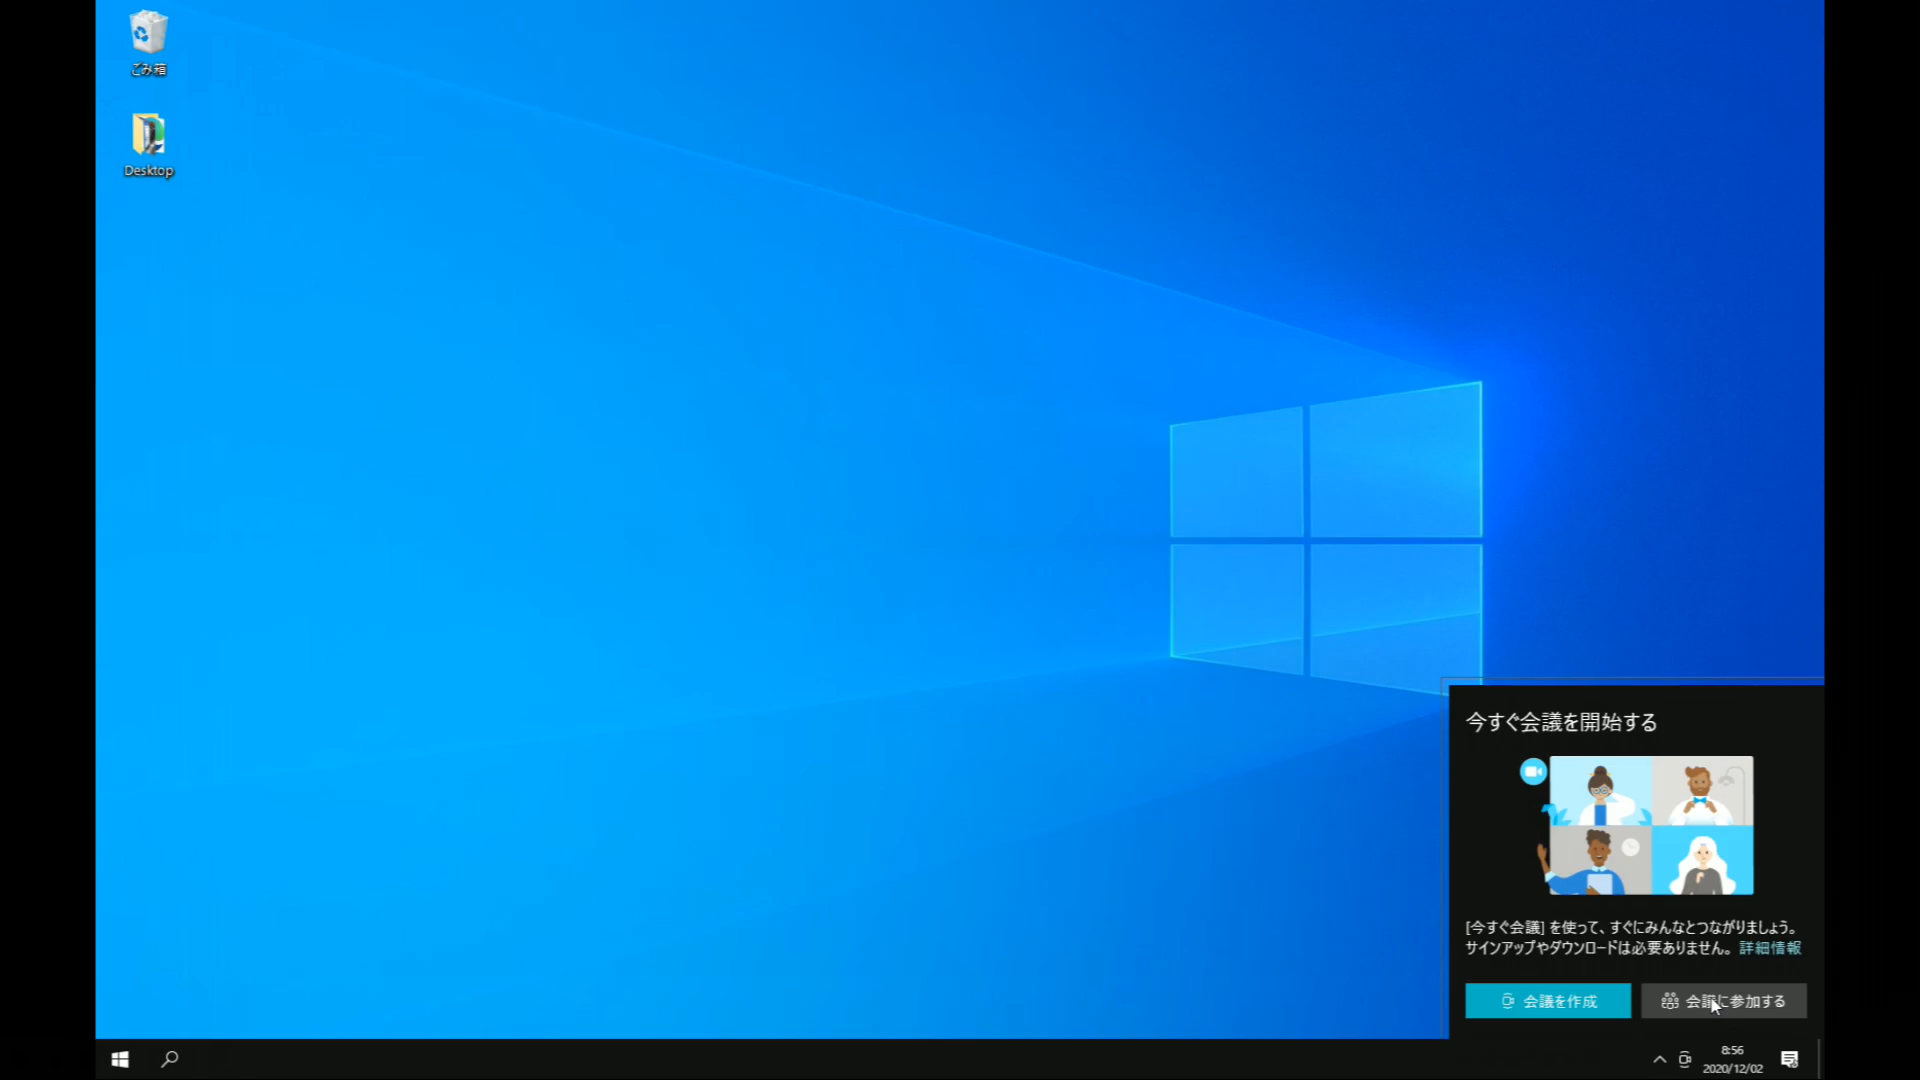 ごみ箱
Desktop
今すぐ会議を開始する
[今すぐ会議] を使って、すぐにみんなとつながりましょう。
サインアップやダウンロードは必要ありません。詳細情報
会議を作成
会議に参加する
8:56
2020/12/02